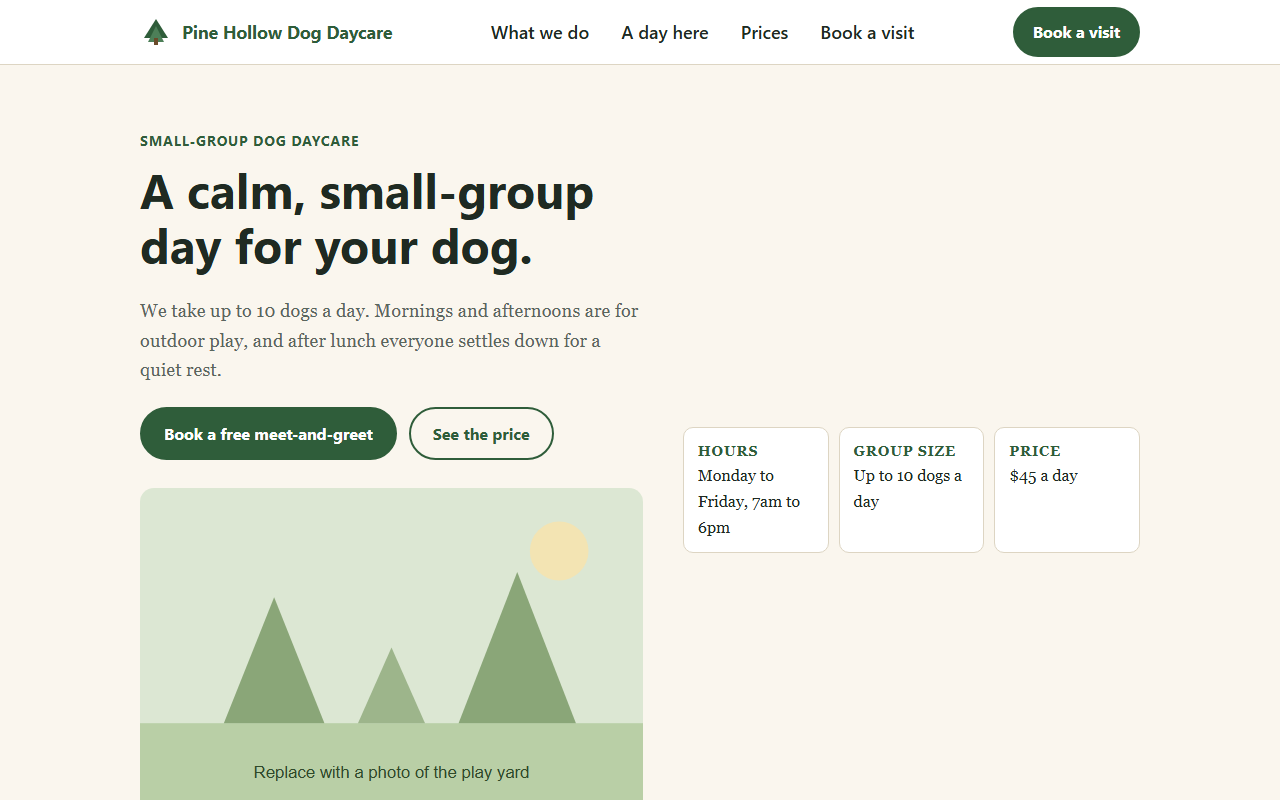 Pine Hollow Dog Daycare
What we do
A day here
Prices
Book a visit
Book a visit
SMALL-GROUP DOG DAYCARE
A calm, small-group
day for your dog.
We take up to 10 dogs a day. Mornings and afternoons are for
outdoor play, and after lunch everyone settles down for a
quiet rest.
Book a free meet-and-greet
See the price
Replace with a photo of the play yard
HOURS
Monday to
Friday, 7am to
6pm
GROUP SIZE
Up to 10 dogs a
day
PRICE
$45 a day